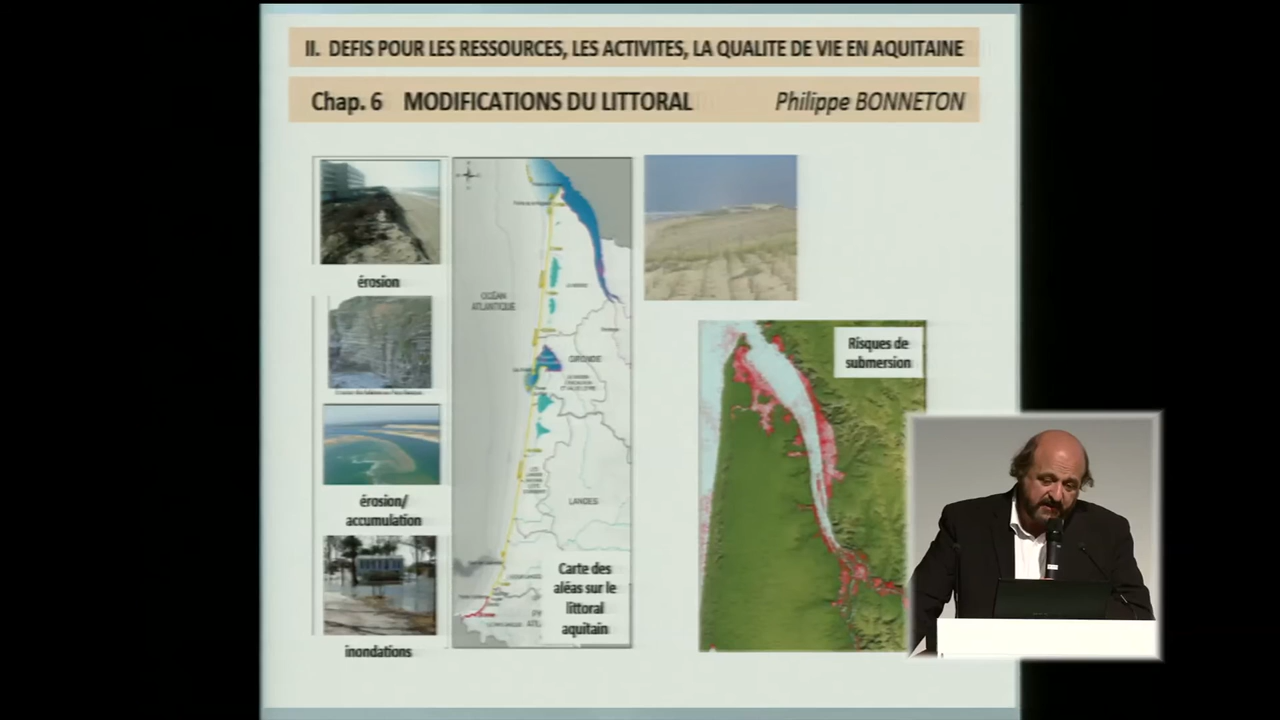 II. DEFIS POUR LES RESSOURCES, LES ACTIVITES, LA QUALITE DE VIE EN AQUITAINE
Chap. 6 MODIFICATIONS DU LITTORAL Philippe BONNETON
érosion
érosion/
accumulation
inondations
OCÉAN
ATLANTIQUE
GIRONDE
LANDES
Carte des
aléas sur le
littoral
aquitain
Risques de
submersion